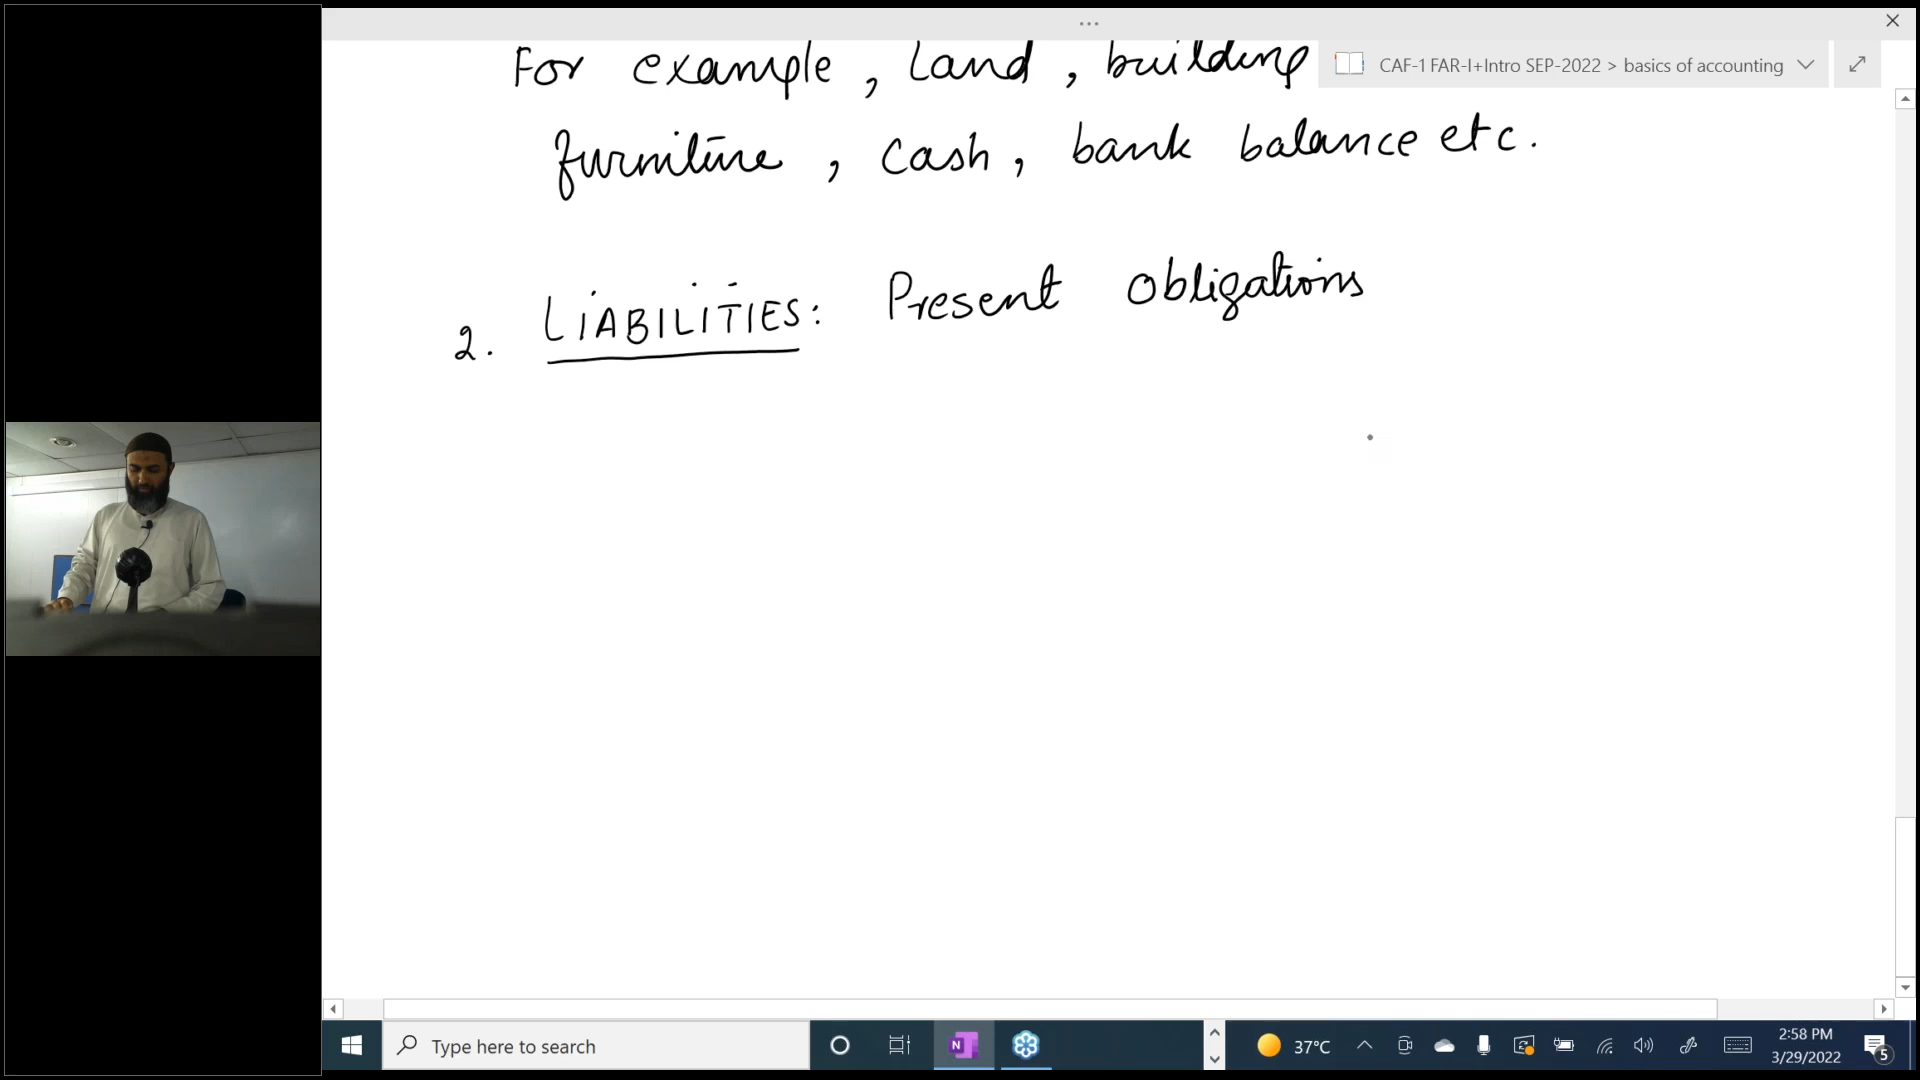 ...
CAF-1 FAR-I+Intro SEP-2022 > basics of accounting
For example, Land, building
furniture, cash, bank balance etc.
2. LIABILITIES: Present obligations
Type here to search
N
37°C
2:58 PM
3/29/2022
5